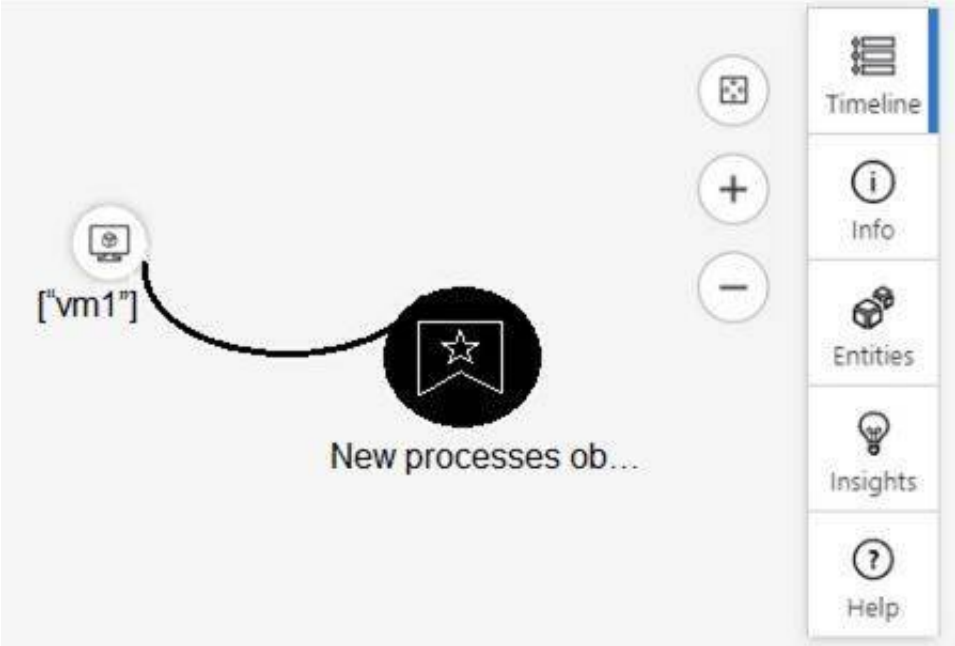 Timeline
Info
["vm1"]
Entities
New processes ob...
Insights
Help